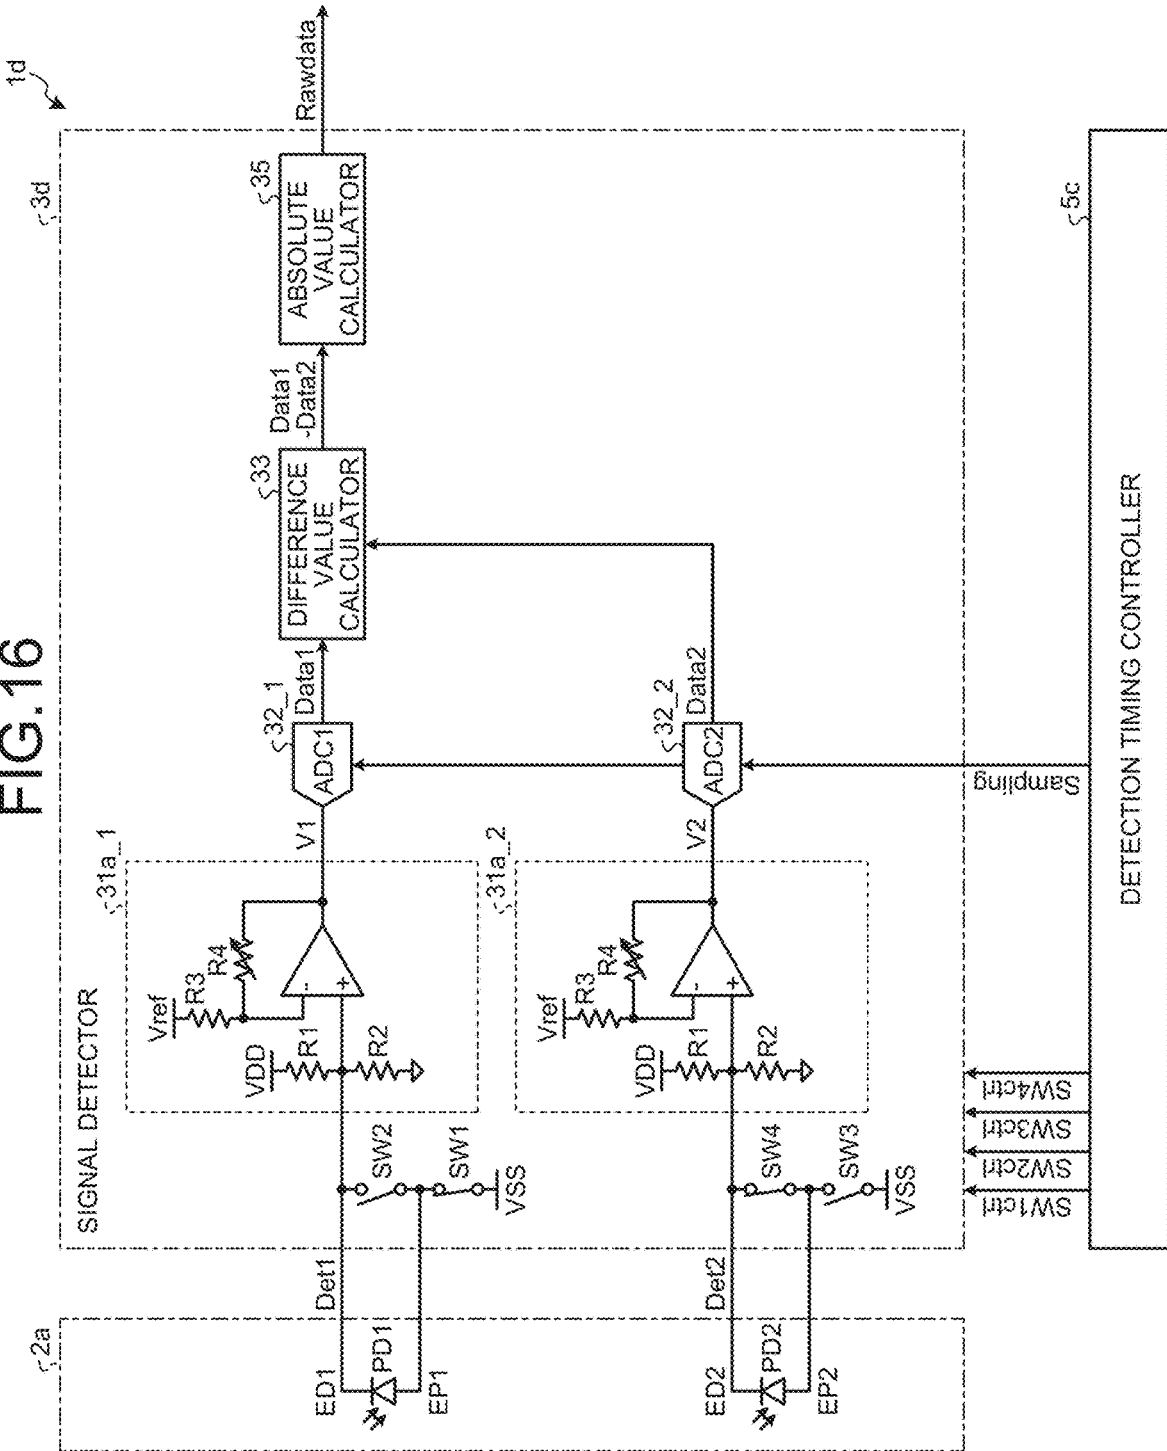 FIG.16
1d
3d
SIGNAL DETECTOR
2a
ED1
PD1
EP1
Det1
SW2
SW1
VSS
31a_1
VDD
R1
R2
Vref
R3
R4
-
+
V1
32_1
ADC1
Data1
33
DIFFERENCE
VALUE
CALCULATOR
Data1
-Data2
35
ABSOLUTE
VALUE
CALCULATOR
Rawdata
ED2
PD2
EP2
Det2
SW4
SW3
VSS
31a_2
VDD
R1
R2
Vref
R3
R4
-
+
V2
32_2
ADC2
Data2
SW1ctrl
SW2ctrl
SW3ctrl
SW4ctrl
Sampling
5c
DETECTION TIMING CONTROLLER